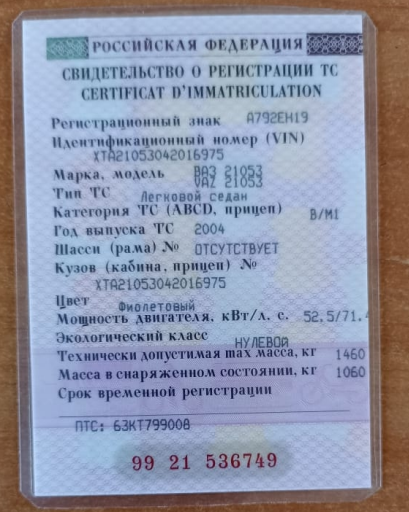 РОССИЙСКАЯ ФЕДЕРАЦИЯ
СВИДЕТЕЛЬСТВО О РЕГИСТРАЦИИ ТС
CERTIFICAT D'IMMATRICULATION
Регистрационный знак А792ЕН19
Идентификационный номер (VIN)
XTA21053042016975
Марка, модель ВАЗ 21053
VAZ 21053
Тип ТС Легковой седан
Категория ТС (ABCD, прицеп) B/M1
Год выпуска ТС 2004
Шасси (рама) № ОТСУТСТВУЕТ
Кузов (кабина, прицеп) №
XTA21053042016975
Цвет Фиолетовый
Мощность двигателя, кВт/л. с. 52,5/71.4
Экологический класс НУЛЕВОЙ
Технически допустимая max масса, кг 1460
Масса в снаряженном состоянии, кг 1060
Срок временной регистрации
ПТС: 63КТ799008
99 21 536749